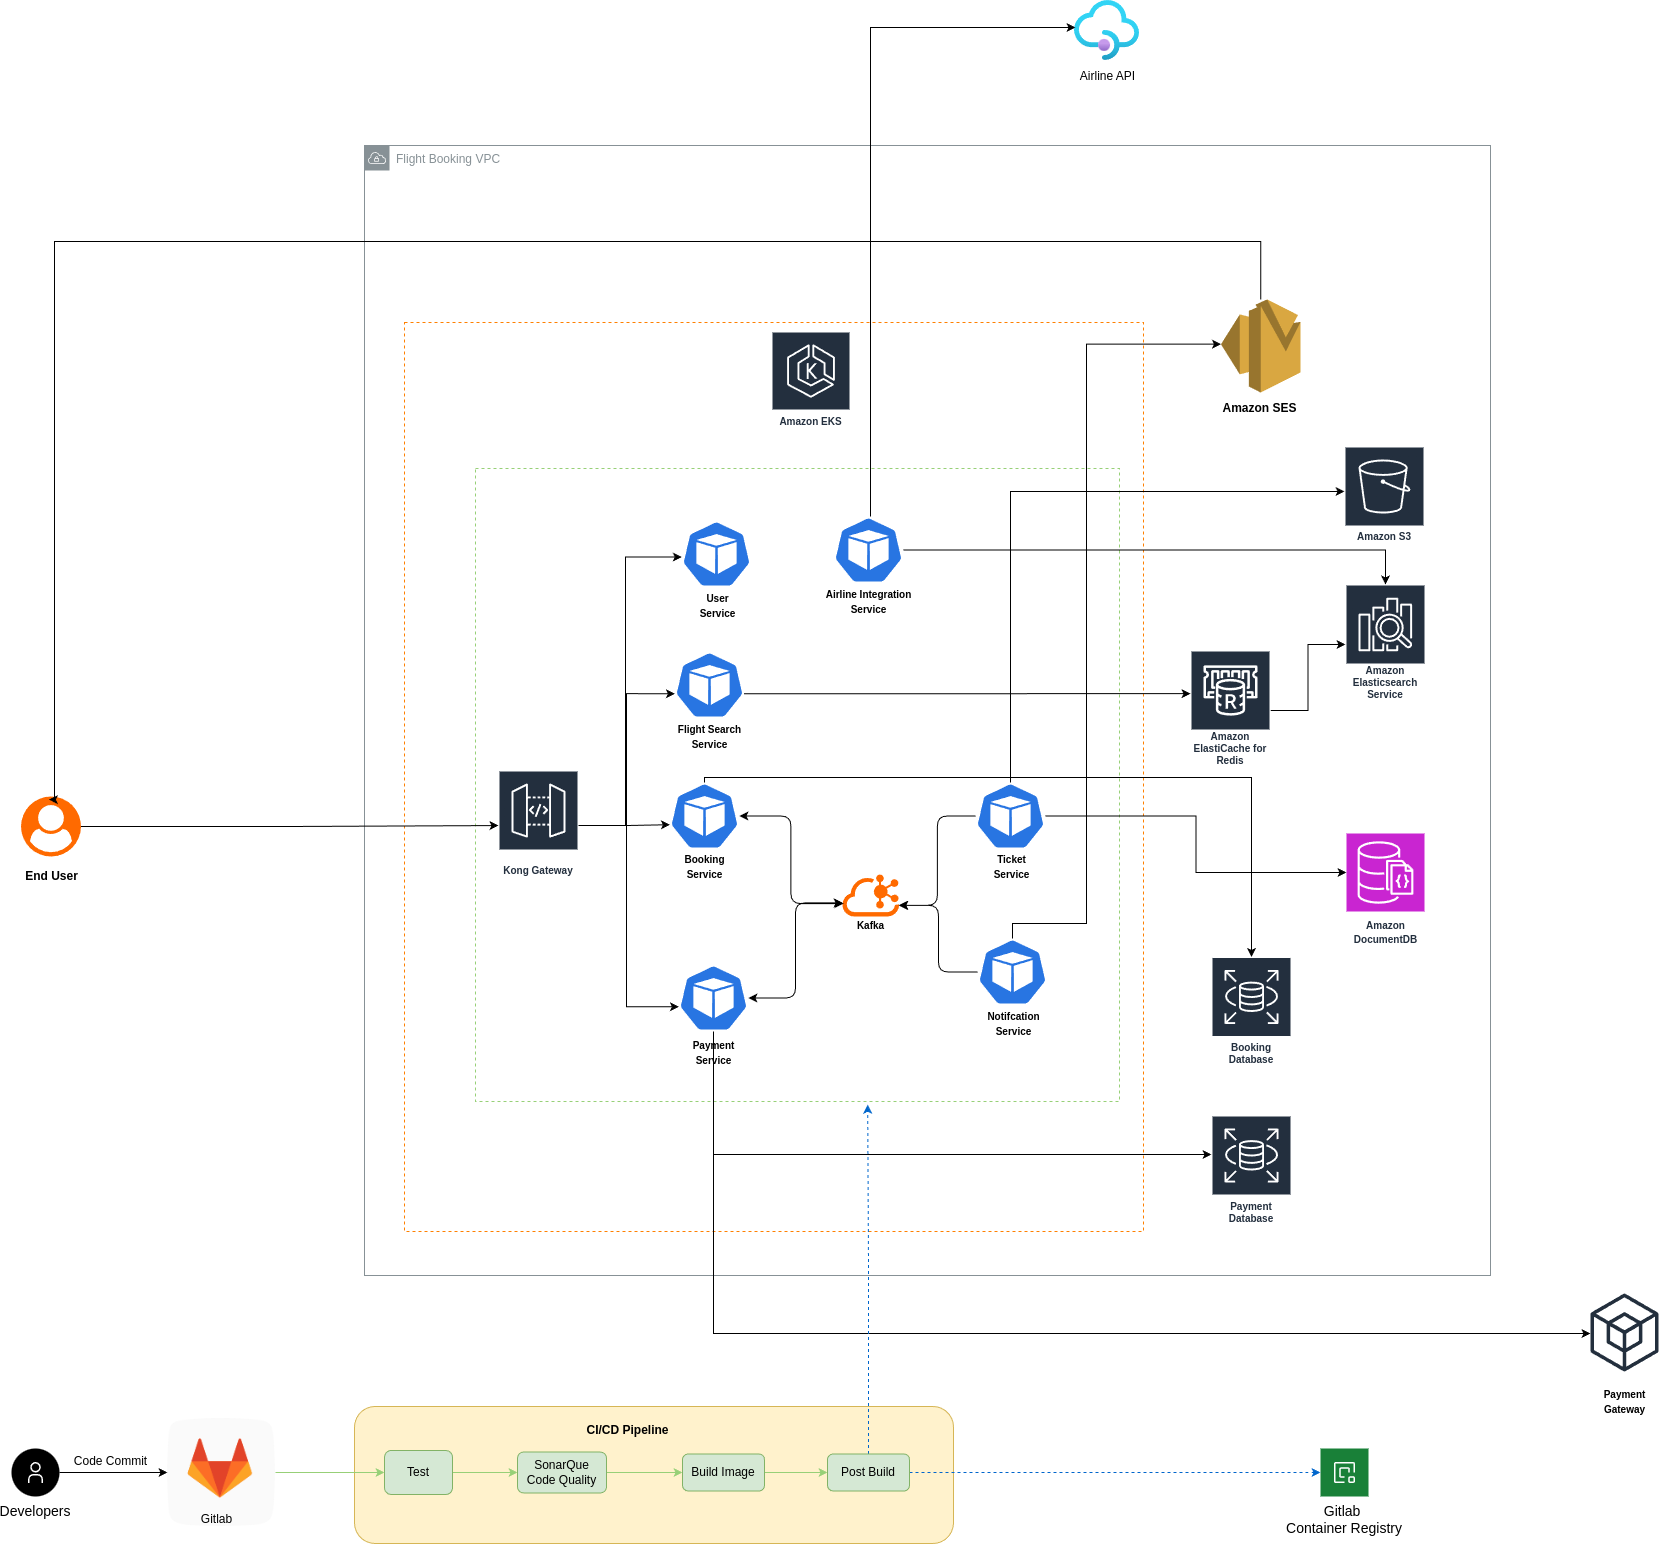 Airline API
Flight Booking VPC
Amazon EKS
Amazon SES
Amazon S3
User
Service
Airline Integration
Service
Amazon
Elasticsearch
Service
Flight Search
Service
R
Amazon
ElastiCache for
Redis
Kong Gateway
End User
Booking
Service
Ticket
Service
Kafka
Amazon
DocumentDB
Notifcation
Service
Payment
Service
Booking
Database
Payment
Database
Payment
Gateway
CI/CD Pipeline
Code Commit
Developers
Gitlab
Test
SonarQue
Code Quality
Build Image
Post Build
Gitlab
Container Registry